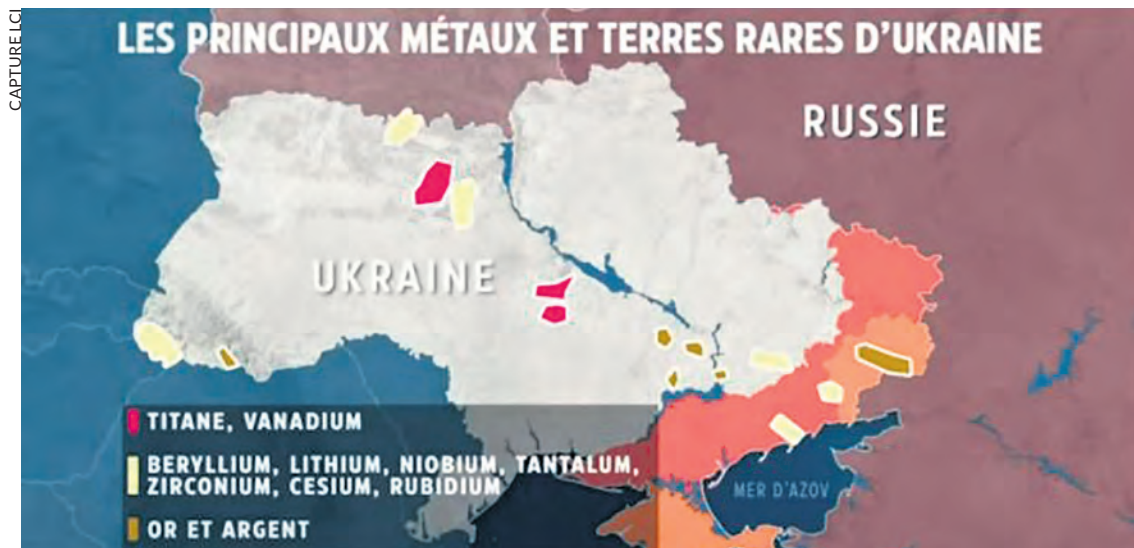 CAPTURE LCI
LES PRINCIPAUX MÉTAUX ET TERRES RARES D'UKRAINE
RUSSIE
UKRAINE
TITANE, VANADIUM
BERYLLIUM, LITHIUM, NIOBIUM, TANTALUM,
ZIRCONIUM, CESIUM, RUBIDIUM
MER D'AZOV
OR ET ARGENT